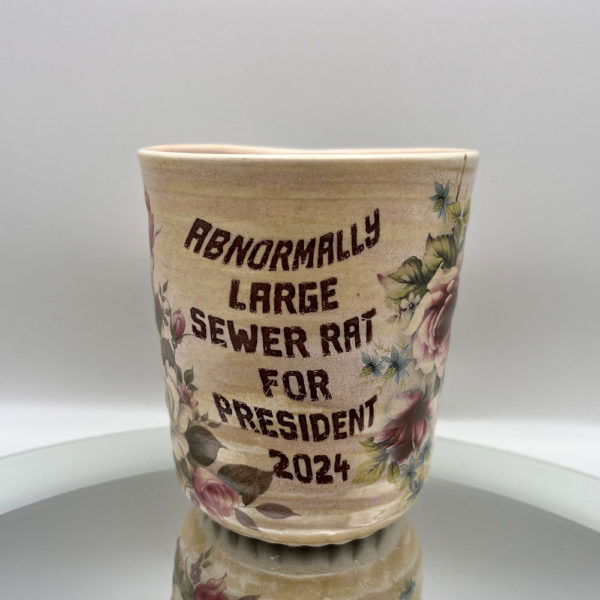 ABNORMALLY
LARGE
SEWER RAT
FOR
PRESIDENT
2024